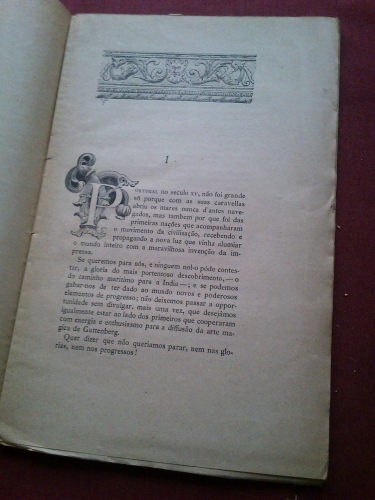 I
PORTUGAL no seculo XV, não foi grande
só porque com as suas caravellas
abriu os mares nunca d'antes nave-
gados, mas tambem por que foi das
primeiras nações que acompanharam
o movimento da civilisação, recebendo e
propagando a nova luz que vinha alumiar
o mundo inteiro com a maravilhosa invenção da im-
prensa.
Se queremos para nós, e ninguem nol-o póde contes-
tar, a gloria do mais portentoso descobrimento,—o
do caminho maritimo para a India—; e se podemos
gabar-nos de ter dado ao mundo novos e poderosos
elementos de progresso; não deixemos passar a oppor-
tunidade sem divulgar, mais uma vez, que desejámos
igualmente estar ao lado dos primeiros que cooperaram
com energia e enthusiasmo para a diffusão da arte ma-
gica de Guttenberg.
Quer dizer que não queriamos parar, nem nas glo-
rias, nem nos progressos!